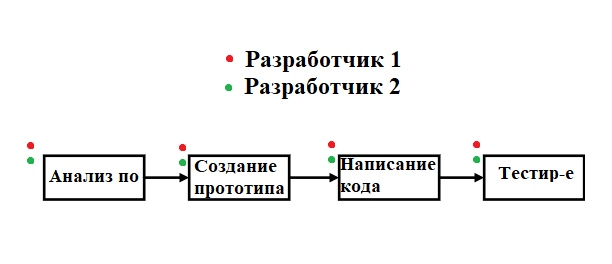 Разработчик 1
Разработчик 2
Анализ по
Создание
прототипа
Написание
кода
Тестир-е